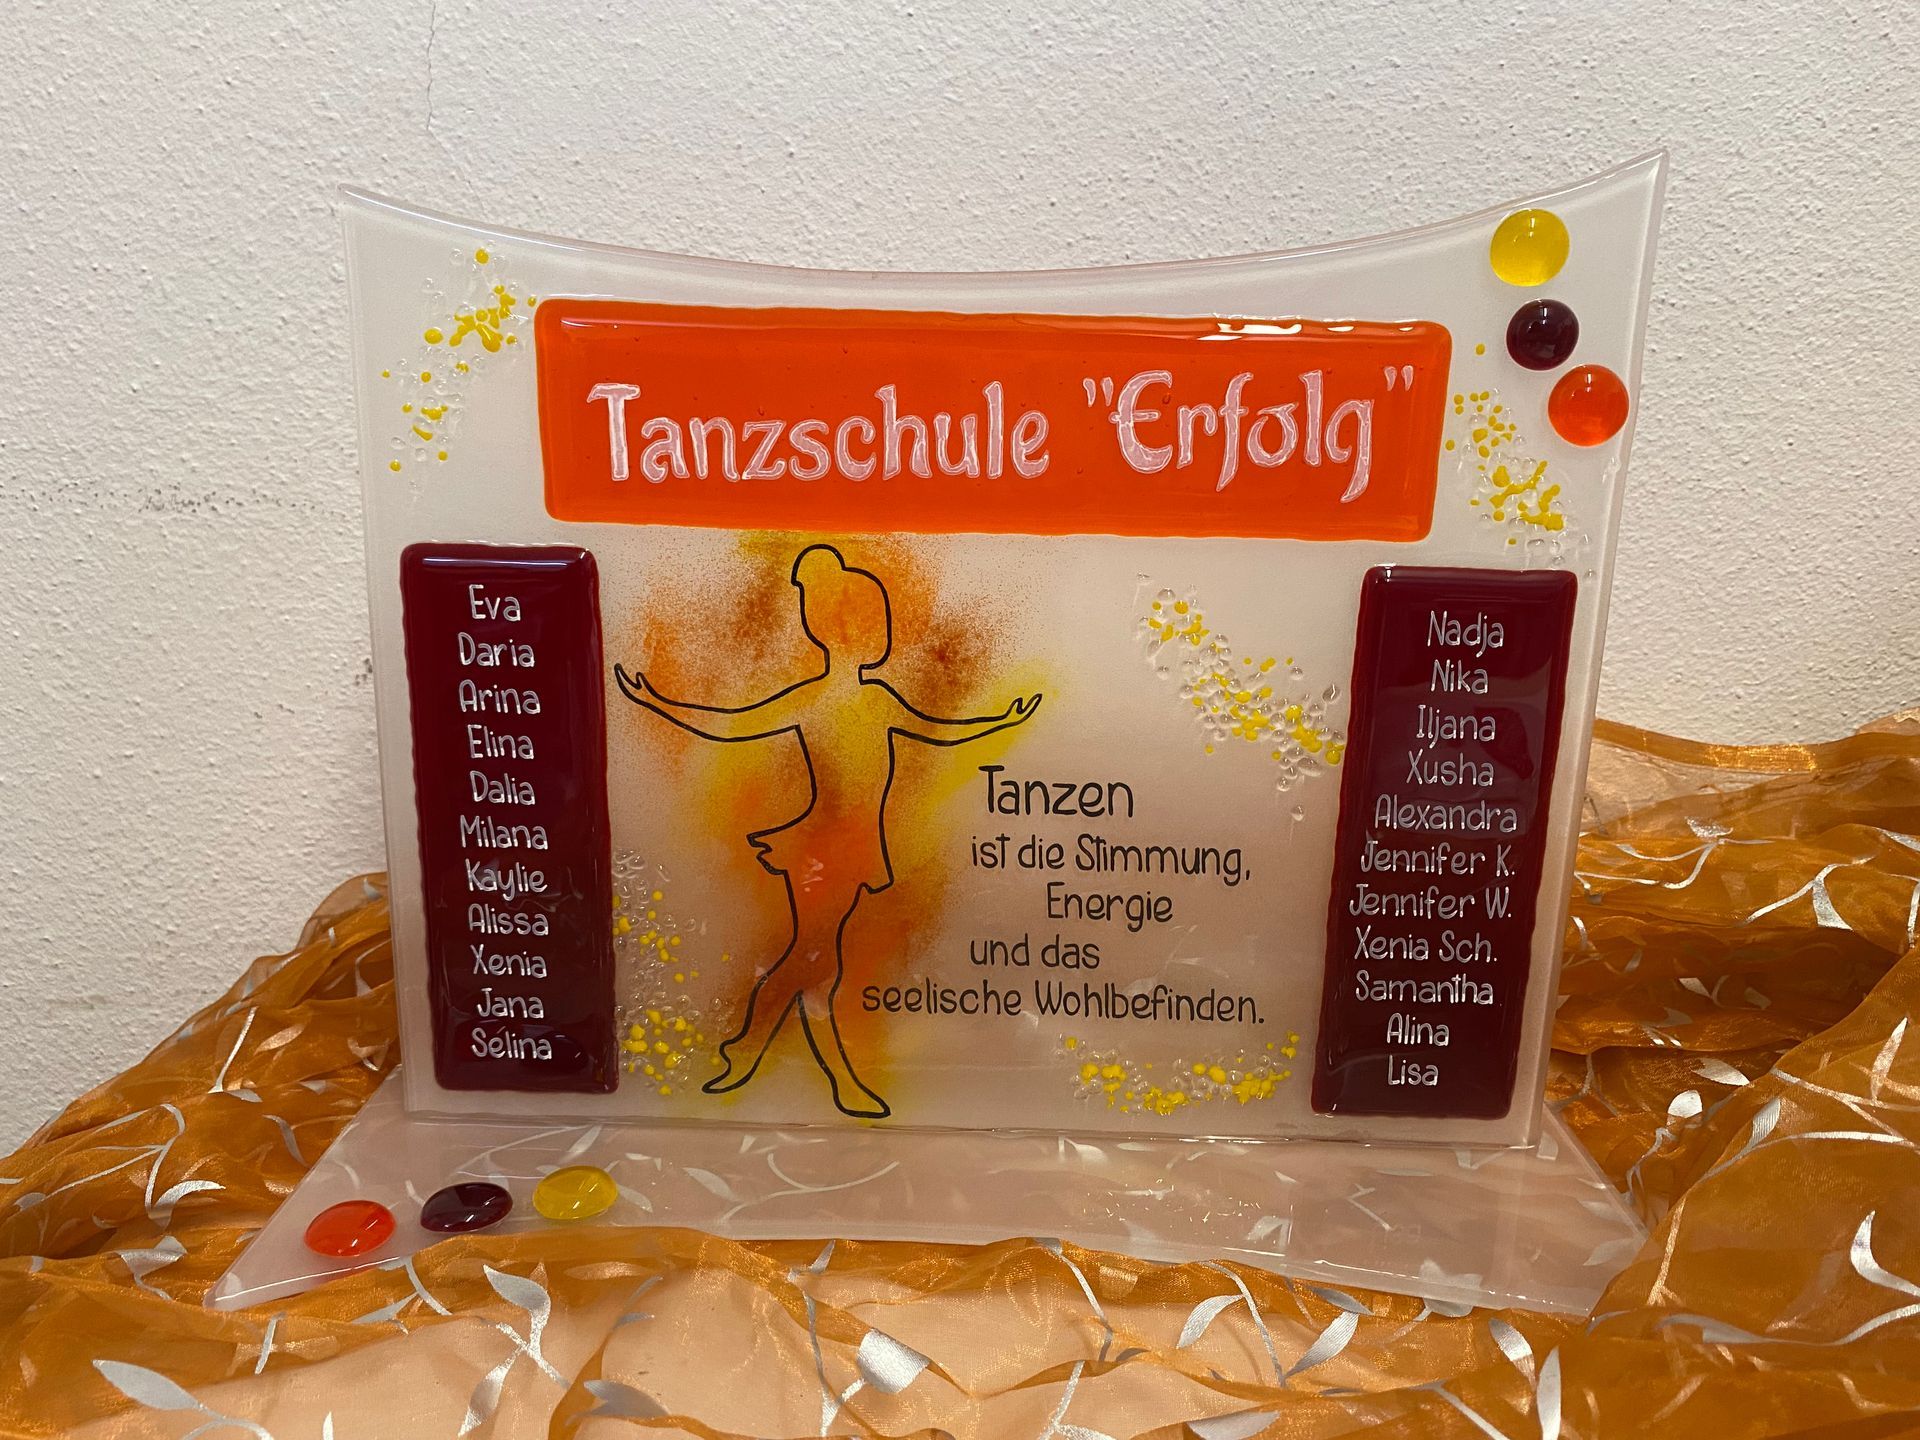 Tanzschule "Erfolg"
Eva
Daria
Arina
Elina
Dalia
Milana
Kaylie
Alissa
Xenia
Jana
Sélina
Tanzen
ist die Stimmung,
Energie
und das
seelische Wohlbefinden.
Nadja
Nika
Iljana
Xusha
Alexandra
Jennifer K.
Jennifer W.
Xenia Sch.
Samantha
Alina
Lisa